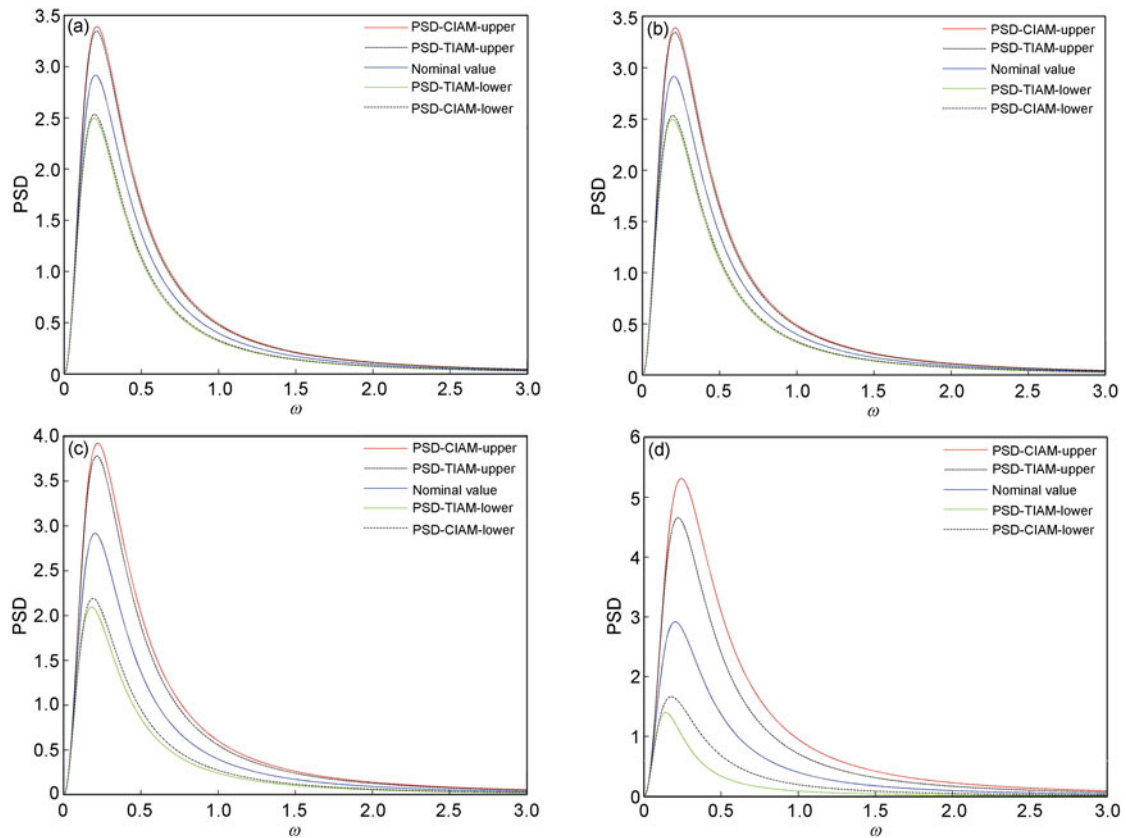 (a)
PSD-CIAM-upper
PSD-TIAM-upper
Nominal value
PSD-TIAM-lower
PSD-CIAM-lower
3.5
3.0
2.5
2.0
1.5
1.0
0.5
0
PSD
0 0.5 1.0 1.5 2.0 2.5 3.0
ω
(b)
PSD-CIAM-upper
PSD-TIAM-upper
Nominal value
PSD-TIAM-lower
PSD-CIAM-lower
3.5
3.0
2.5
2.0
1.5
1.0
0.5
0
PSD
0 0.5 1.0 1.5 2.0 2.5 3.0
ω
(c)
PSD-CIAM-upper
PSD-TIAM-upper
Nominal value
PSD-TIAM-lower
PSD-CIAM-lower
4.0
3.5
3.0
2.5
2.0
1.5
1.0
0.5
0
PSD
0 0.5 1.0 1.5 2.0 2.5 3.0
ω
(d)
PSD-CIAM-upper
PSD-TIAM-upper
Nominal value
PSD-TIAM-lower
PSD-CIAM-lower
6
5
4
3
2
1
0
PSD
0 0.5 1.0 1.5 2.0 2.5 3.0
ω